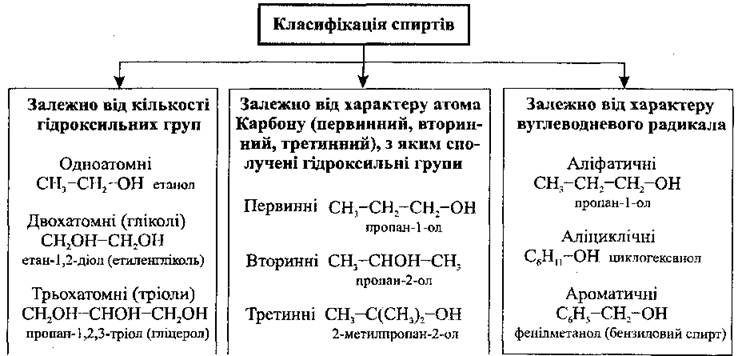 Класифікація спиртів
Залежно від кількості
гідроксильних груп
Одноатомні
CH₃–CH₂–OH етанол
Двохатомні (гліколі)
CH₂OH–CH₂OH
етан-1,2-діол (етиленгліколь)
Трьохатомні (тріоли)
CH₂OH–CHOH–CH₂OH
пропан-1,2,3-тріол (гліцерол)
Залежно від характеру атома
Карбону (первинний, вторин-
ний, третинний), з яким спо-
лучені гідроксильні групи
Первинні CH₃–CH₂–CH₂–OH
пропан-1-ол
Вторинні CH₃–CHOH–CH₃
пропан-2-ол
Третинні CH₃–C(CH₃)₂–OH
2-метилпропан-2-ол
Залежно від характеру
вуглеводневого радикала
Аліфатичні
CH₃–CH₂–CH₂–OH
пропан-1-ол
Аліциклічні
C₆H₁₁–OH циклогексанол
Ароматичні
C₆H₅–CH₂–OH
фенілметанол (бензиловий спирт)